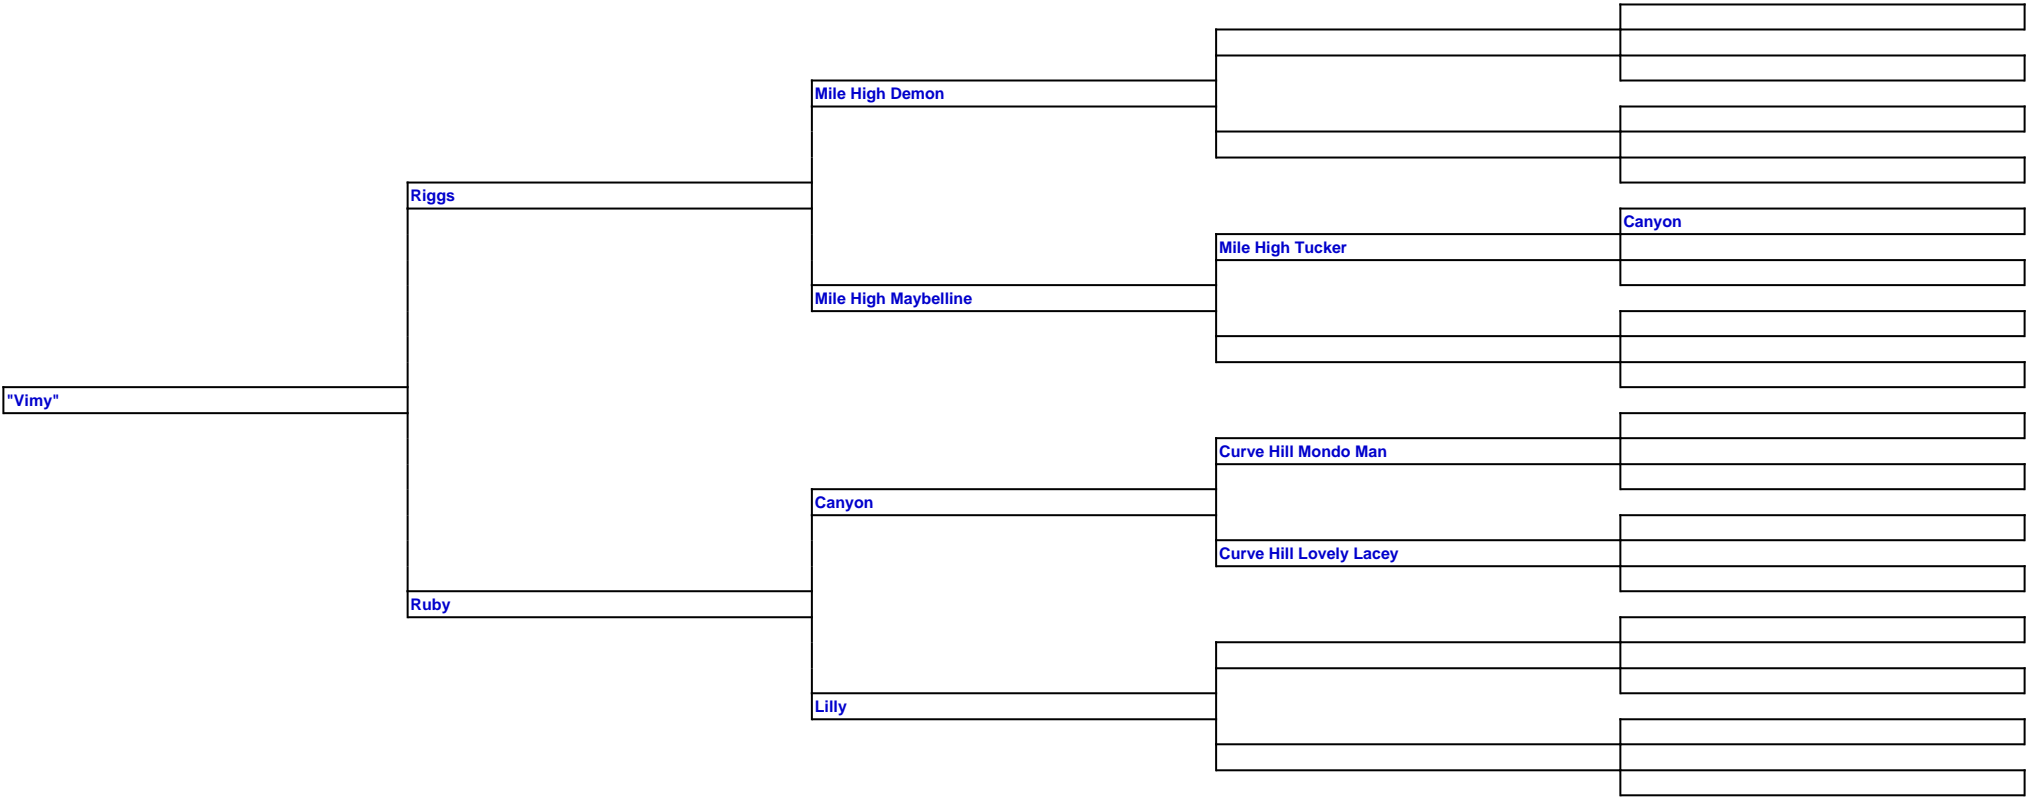 Mile High Demon
Riggs
Canyon
Mile High Tucker
Mile High Maybelline
"Vimy"
Curve Hill Mondo Man
Canyon
Curve Hill Lovely Lacey
Ruby
Lilly